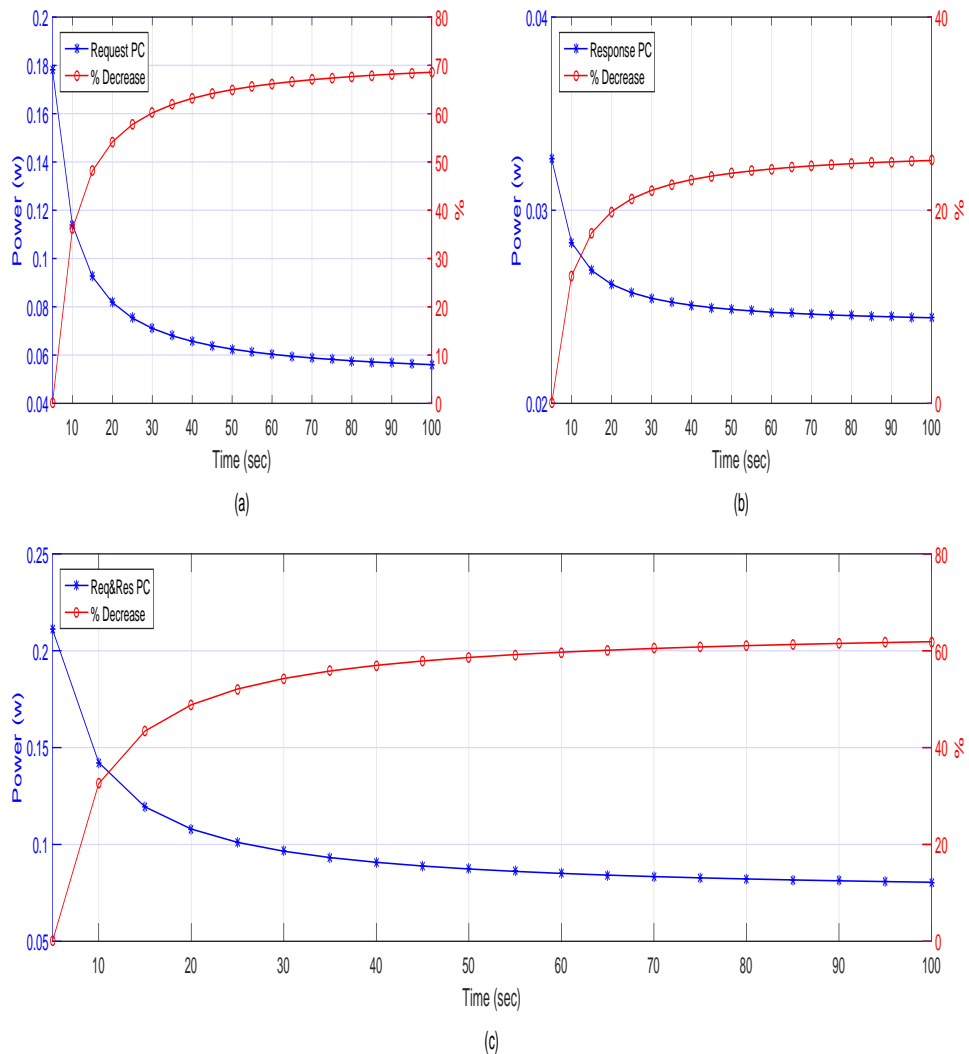 Request PC
% Decrease
0.2
0.18
0.16
0.14
0.12
0.1
0.08
0.06
0.04
Power (w)
80
70
60
50
40
30
20
10
0
%
10 20 30 40 50 60 70 80 90 100
Time (sec)
(a)
Response PC
% Decrease
0.04
0.03
0.02
Power (w)
40
20
0
%
10 20 30 40 50 60 70 80 90 100
Time (sec)
(b)
Req&Res PC
% Decrease
0.25
0.2
0.15
0.1
0.05
Power (w)
80
60
40
20
0
%
10 20 30 40 50 60 70 80 90 100
Time (sec)
(c)